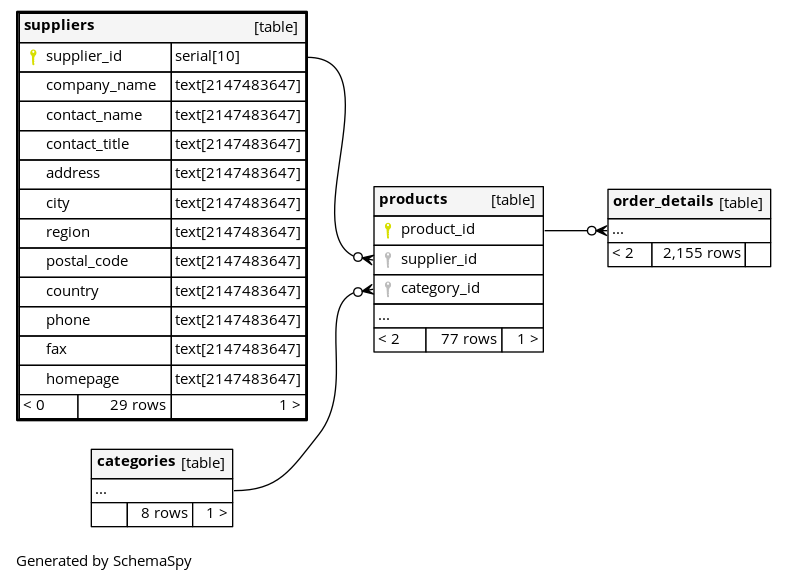 suppliers [table]
supplier_id serial[10]
company_name text[2147483647]
contact_name text[2147483647]
contact_title text[2147483647]
address text[2147483647]
city text[2147483647]
region text[2147483647]
postal_code text[2147483647]
country text[2147483647]
phone text[2147483647]
fax text[2147483647]
homepage text[2147483647]
< 0 29 rows 1 >
products [table]
product_id
supplier_id
category_id
...
< 2 77 rows 1 >
order_details [table]
...
< 2 2,155 rows
categories [table]
...
8 rows 1 >
Generated by SchemaSpy